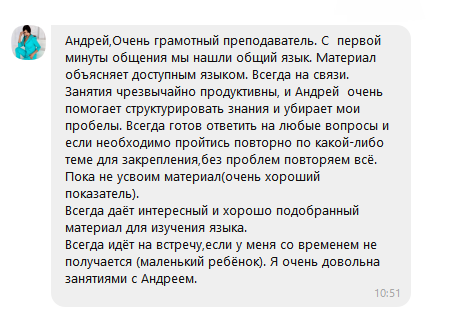 Андрей,Очень грамотный преподаватель. С  первой
минуты общения мы нашли общий язык. Материал
объясняет доступным языком. Всегда на связи.
Занятия чрезвычайно продуктивны, и Андрей  очень
помогает структурировать знания и убирает мои
пробелы. Всегда готов ответить на любые вопросы и
если необходимо пройтись повторно по какой-либо
теме для закрепления,без проблем повторяем всё.
Пока не усвоим материал(очень хороший
показатель).
Всегда даёт интересный и хорошо подобранный
материал для изучения языка.
Всегда идёт на встречу,если у меня со временем не
получается (маленький ребёнок). Я очень довольна
занятиями с Андреем.
10:51